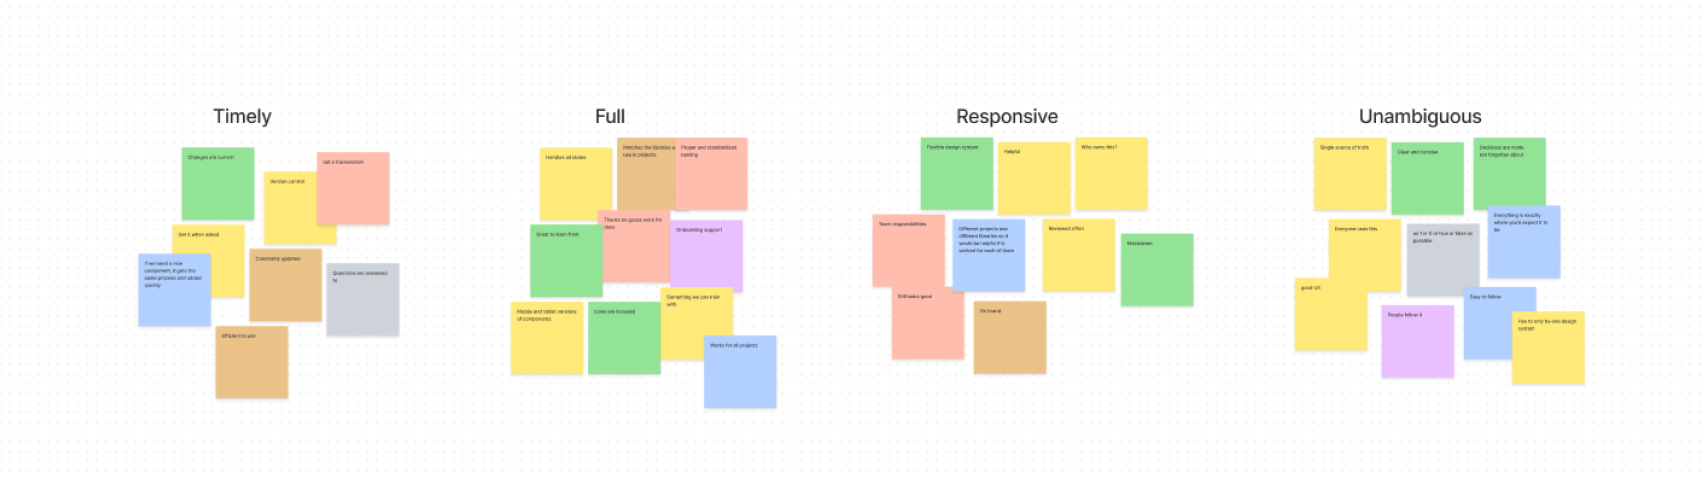 Timely
Changes are current
Version control
Not a framework
Get it when asked
If we need a new
component, it gets the
same process and added
quickly
Constantly updated
Questions are answered
Efficient to use
Full
Handles all states
Matches the libraries
use in projects
Proper and standardized
naming
There's no guess work for
devs
Great to learn from
Onboarding support
Mobile and tablet versions
of components
Icons are included
Something we can train
with
Works for all projects
Responsive
Flexible design system
Helpful
Who owns this?
Team responsibilities
Different projects use
different libraries so it
would be helpful if it
worked for each of them
Reviewed often
Maintained
Still looks good
On brand
Unambiguous
Single source of truth
Clear and concise
Decisions are made
not forgotten about
Everyone uses this
as 1 or 0 or true or false as
possible
Everything is exactly
where you'd expect it to
be
good UX
People follow it
Easy to follow
Has to only be one design
system